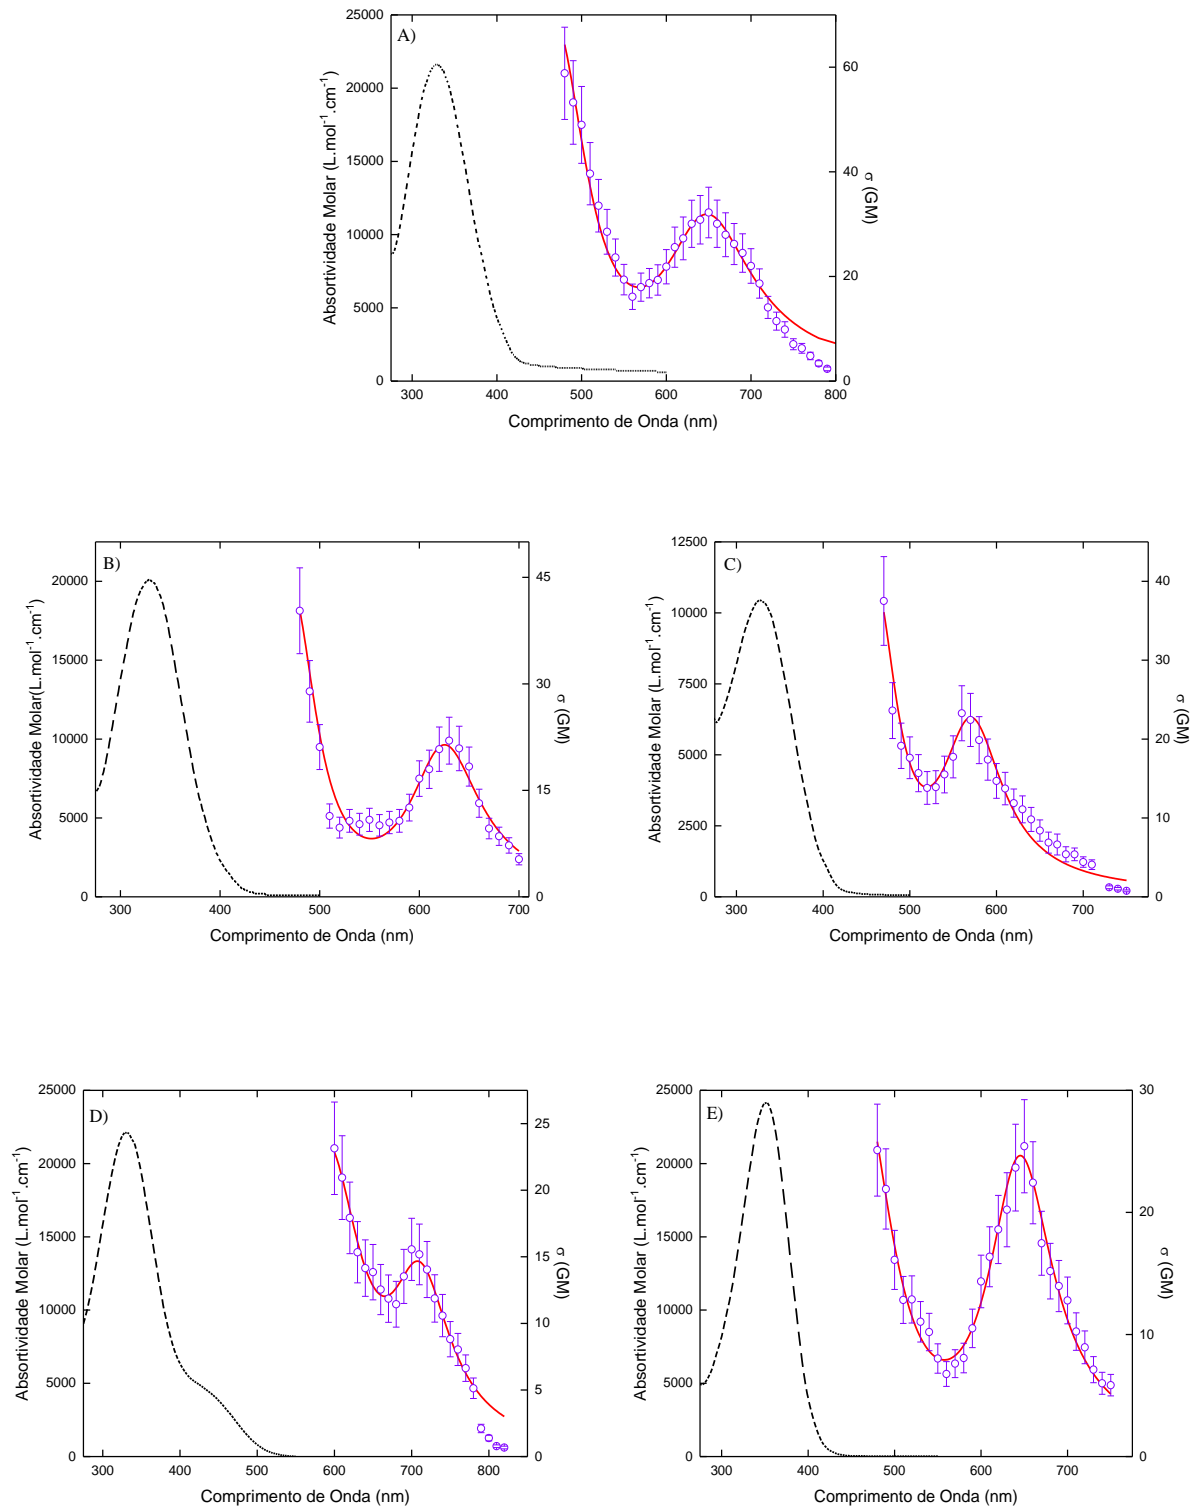 A)
25000
20000
15000
10000
5000
0
60
40
20
0
300 400 500 600 700 800
Absortividade Molar (L.mol⁻¹.cm⁻¹)
σ (GM)
Comprimento de Onda (nm)
B)
20000
15000
10000
5000
0
45
30
15
0
300 400 500 600 700
Absortividade Molar(L.mol⁻¹.cm⁻¹)
σ (GM)
Comprimento de Onda (nm)
C)
12500
10000
7500
5000
2500
0
40
30
20
10
0
300 400 500 600 700
Absortividade Molar (L.mol⁻¹.cm⁻¹)
σ (GM)
Comprimento de Onda (nm)
D)
25000
20000
15000
10000
5000
0
25
20
15
10
5
0
300 400 500 600 700 800
Absortividade Molar (L.mol⁻¹.cm⁻¹)
σ (GM)
Comprimento de Onda (nm)
E)
25000
20000
15000
10000
5000
0
30
20
10
0
300 400 500 600 700
Absortividade Molar (L.mol⁻¹.cm⁻¹)
σ (GM)
Comprimento de Onda (nm)